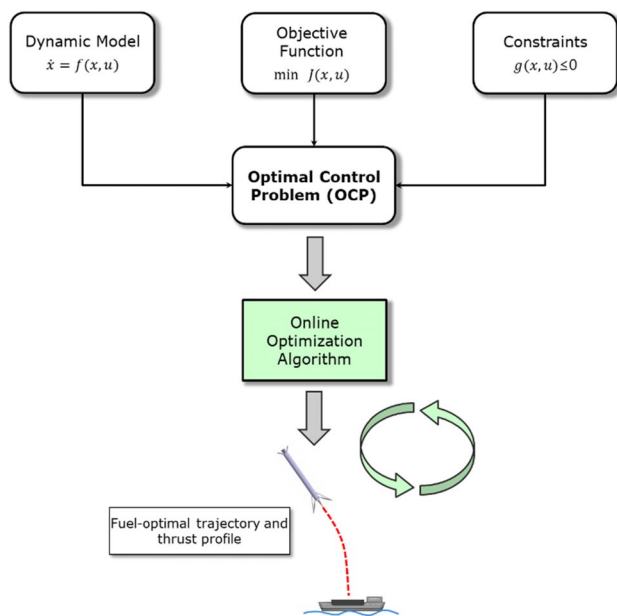 Dynamic Model
ẋ = f(x,u)
Objective
Function
min J(x,u)
Constraints
g(x,u)≤0
Optimal Control
Problem (OCP)
Online
Optimization
Algorithm
Fuel-optimal trajectory and
thrust profile